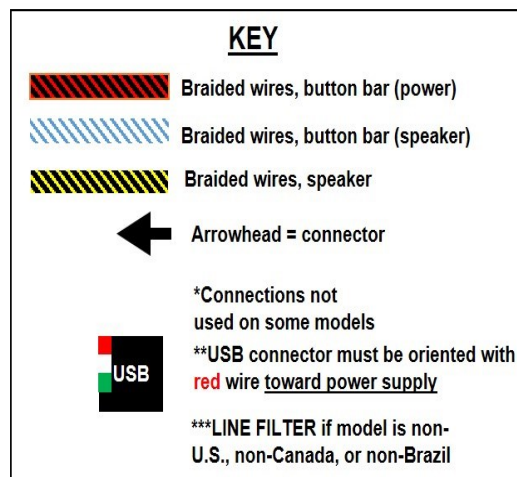 KEY
Braided wires, button bar (power)
Braided wires, button bar (speaker)
Braided wires, speaker
Arrowhead = connector
*Connections not
used on some models
**USB connector must be oriented with
USB
red wire toward power supply
***LINE FILTER if model is non-
U.S., non-Canada, or non-Brazil